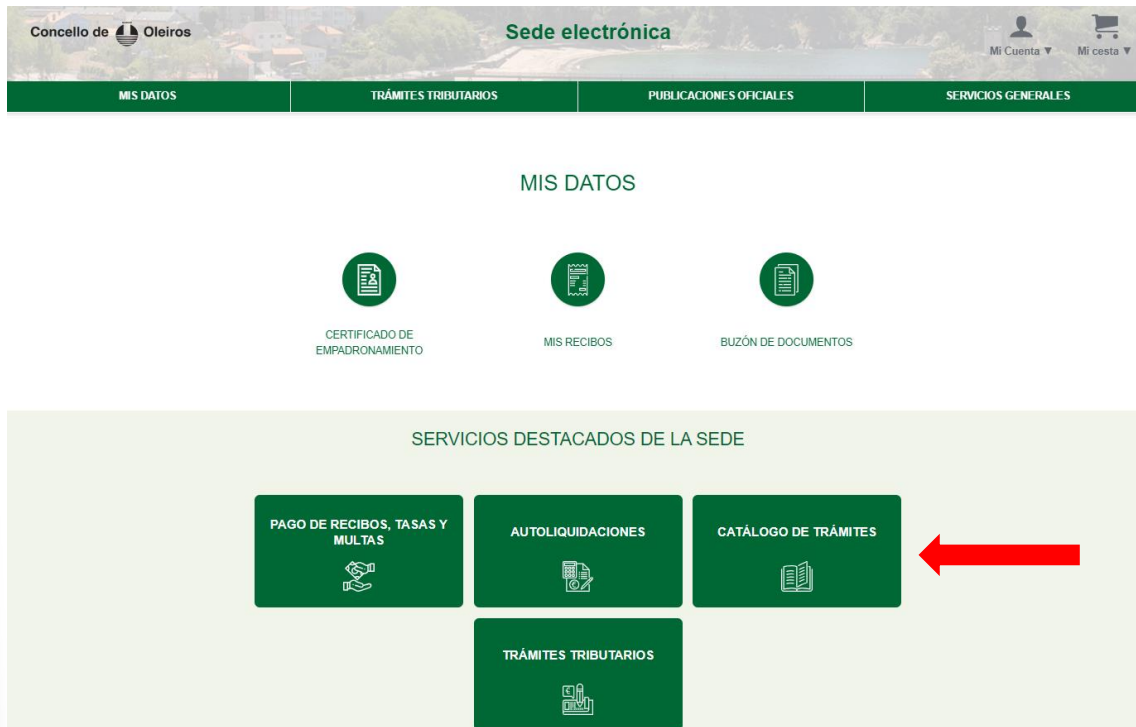 Concello de Oleiros
Sede electrónica
Mi Cuenta ▼
Mi cesta ▼
MIS DATOS
TRÁMITES TRIBUTARIOS
PUBLICACIONES OFICIALES
SERVICIOS GENERALES
MIS DATOS
CERTIFICADO DE
EMPADRONAMIENTO
MIS RECIBOS
BUZÓN DE DOCUMENTOS
SERVICIOS DESTACADOS DE LA SEDE
PAGO DE RECIBOS, TASAS Y
MULTAS
AUTOLIQUIDACIONES
CATÁLOGO DE TRÁMITES
TRÁMITES TRIBUTARIOS